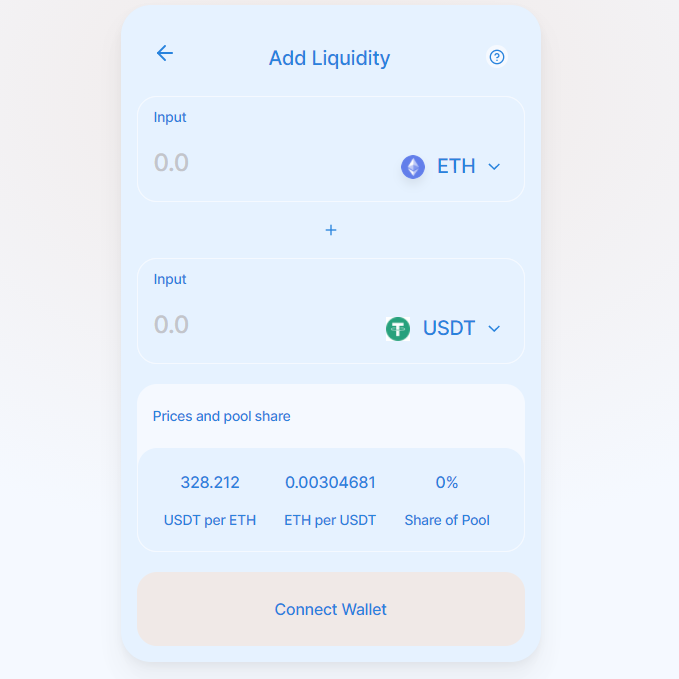 Add Liquidity
Input
0.0 ETH
+
Input
0.0 USDT
Prices and pool share
328.212 0.00304681 0%
USDT per ETH ETH per USDT Share of Pool
Connect Wallet